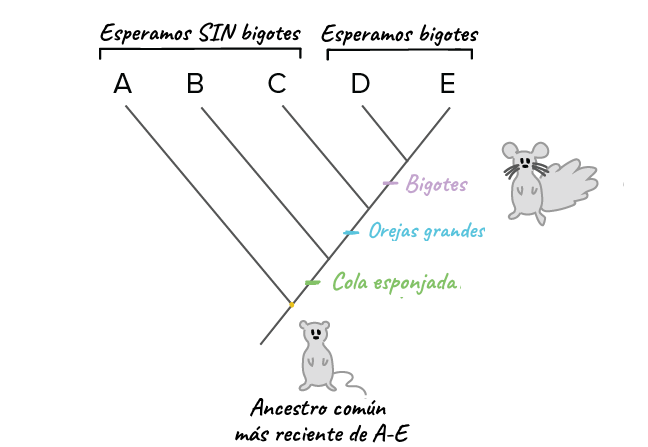 Esperamos SIN bigotes Esperamos bigotes
A B C D E
Bigotes
Orejas grandes
Cola esponjada.
Ancestro común
más reciente de A-E